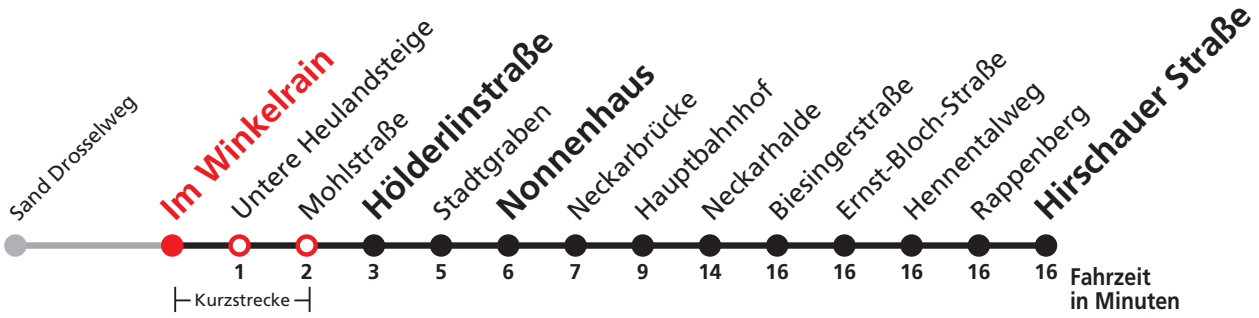 Sand Drosselweg
Im Winkelrain
Untere Heulandsteige
Mohlstraße
Hölderlinstraße
Stadtgraben
Nonnenhaus
Neckarbrücke
Hauptbahnhof
Neckarhalde
Biesingerstraße
Ernst-Bloch-Straße
Hennentalweg
Rappenberg
Hirschauer Straße
1 2 3 5 6 7 9 14 16 16 16 16 16
Fahrzeit
in Minuten
Kurzstrecke